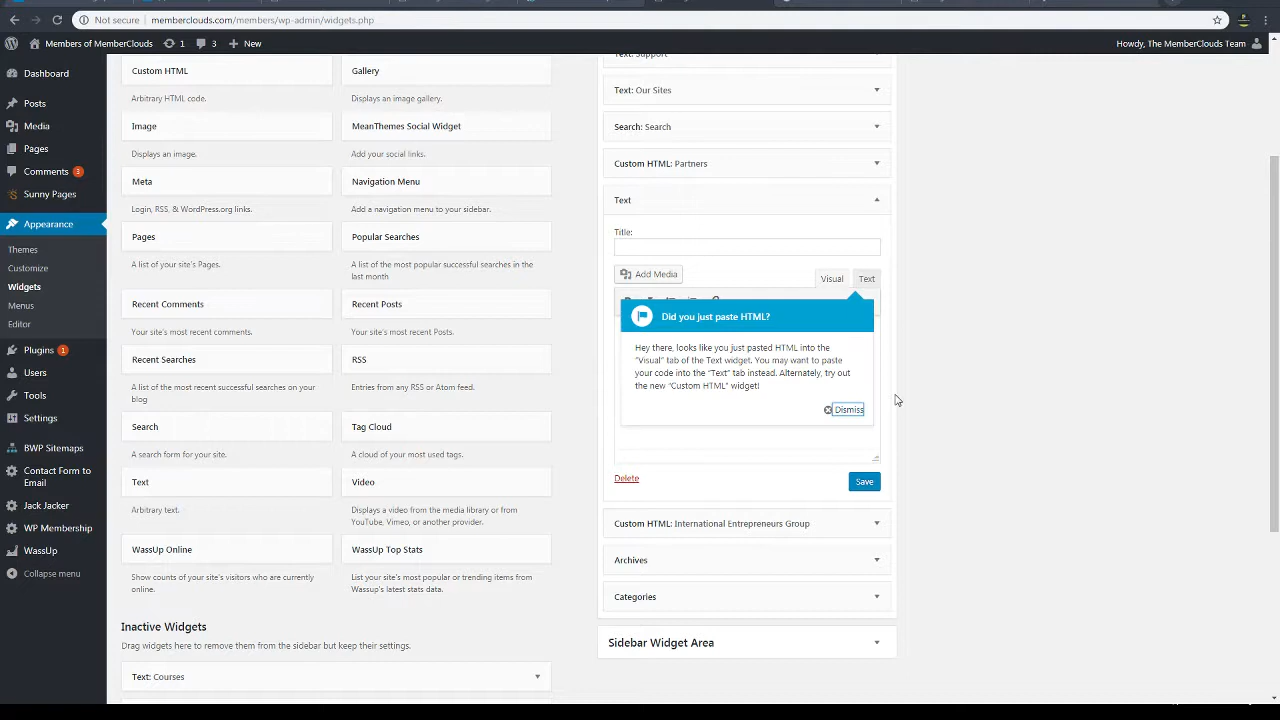 Not secure | memberclouds.com/members/wp-admin/widgets.php
Members of MemberClouds 1 3 New
Howdy, The MemberClouds Team
Dashboard
Posts
Media
Pages
Comments 3
Sunny Pages
Appearance
Themes
Customize
Widgets
Menus
Editor
Plugins 1
Users
Tools
Settings
BWP Sitemaps
Contact Form to
Email
Jack Jacker
WP Membership
WassUp
Collapse menu
Custom HTML
Arbitrary HTML code.
Gallery
Displays an image gallery.
Image
Displays an image.
MeanThemes Social Widget
Add your social links.
Meta
Login, RSS, & WordPress.org links.
Navigation Menu
Add a navigation menu to your sidebar.
Pages
A list of your site's Pages.
Popular Searches
A list of the most popular successful searches in the
last month
Recent Comments
Your site's most recent comments.
Recent Posts
Your site's most recent Posts.
Recent Searches
A list of the most recent successful searches on your
blog
RSS
Entries from any RSS or Atom feed.
Search
A search form for your site.
Tag Cloud
A cloud of your most used tags.
Text
Arbitrary text.
Video
Displays a video from the media library or from
YouTube, Vimeo, or another provider.
WassUp Online
Show counts of your site's visitors who are currently
online.
WassUp Top Stats
List your site's most popular or trending items from
Wassup's latest stats data.
Inactive Widgets
Drag widgets here to remove them from the sidebar but keep their settings.
Text: Courses
Text: Support
Text: Our Sites
Search: Search
Custom HTML: Partners
Text
Title:
Add Media
Visual
Text
Did you just paste HTML?
Hey there, looks like you just pasted HTML into the
"Visual" tab of the Text widget. You may want to paste
your code into the "Text" tab instead. Alternately, try out
the new "Custom HTML" widget!
Dismiss
Delete
Save
Custom HTML: International Entrepreneurs Group
Archives
Categories
Sidebar Widget Area